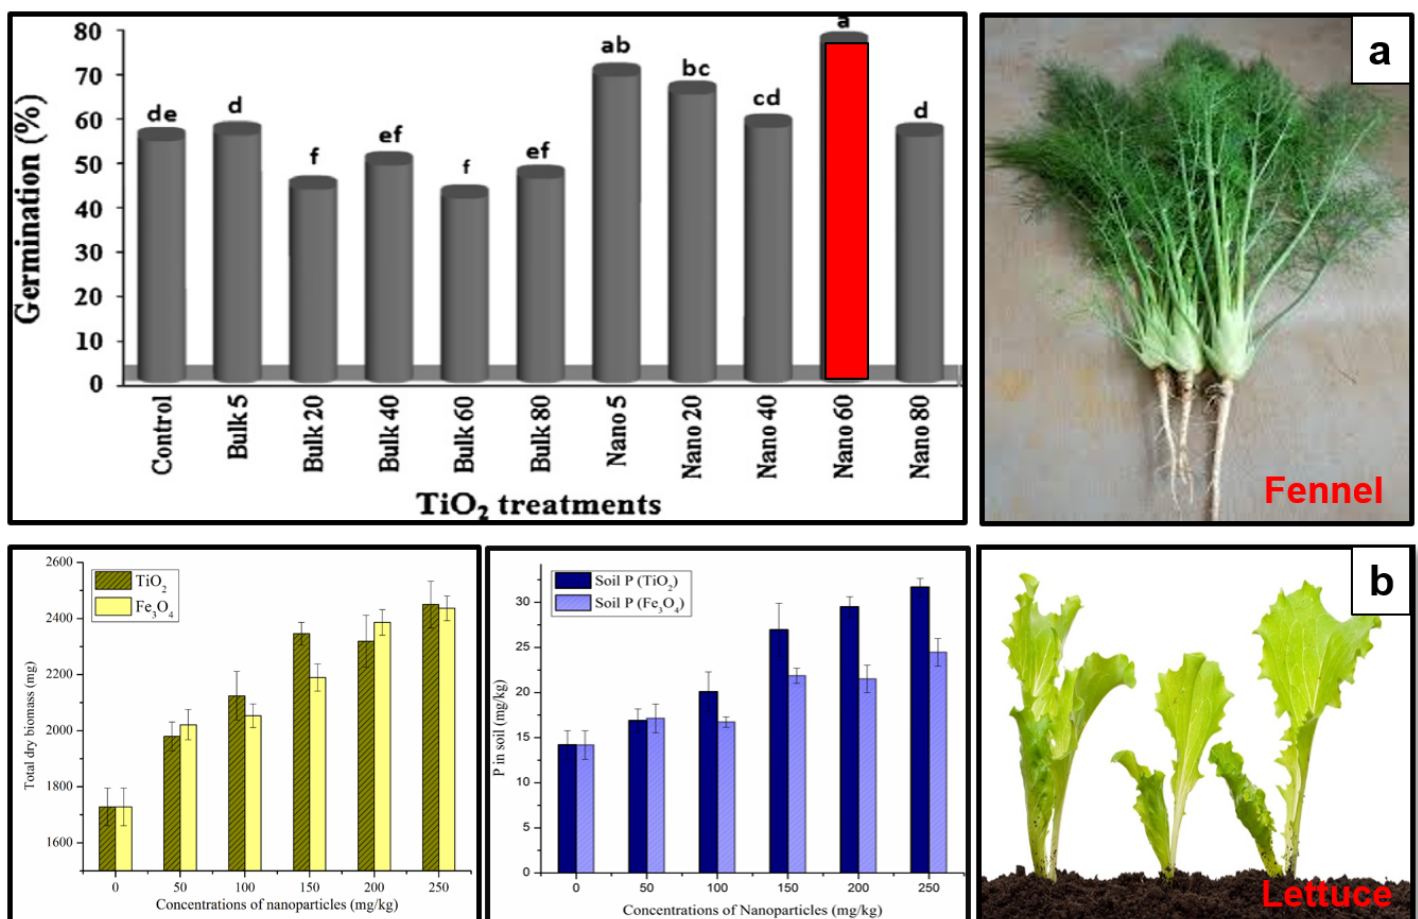 80
70
60
50
40
30
20
10
0
Germination (%)
de
d
f
ef
f
ef
ab
bc
cd
a
d
Control
Bulk 5
Bulk 20
Bulk 40
Bulk 60
Bulk 80
Nano 5
Nano 20
Nano 40
Nano 60
Nano 80
TiO₂ treatments
a
Fennel
2600
2400
2200
2000
1800
1600
Total dry biomass (mg)
TiO₂
Fe₃O₄
0 50 100 150 200 250
Concentrations of nanoparticles (mg/kg)
30
25
20
15
10
5
0
P in soil (mg/kg)
Soil P (TiO₂)
Soil P (Fe₃O₄)
0 50 100 150 200 250
Concentrations of Nanoparticles (mg/Kg)
b
Lettuce